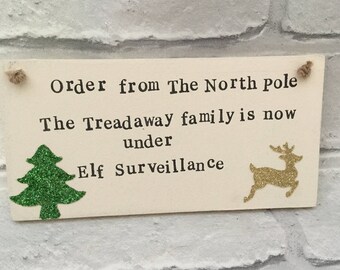 Order from The North Pole
The Treadaway family is now
under
Elf Surveillance